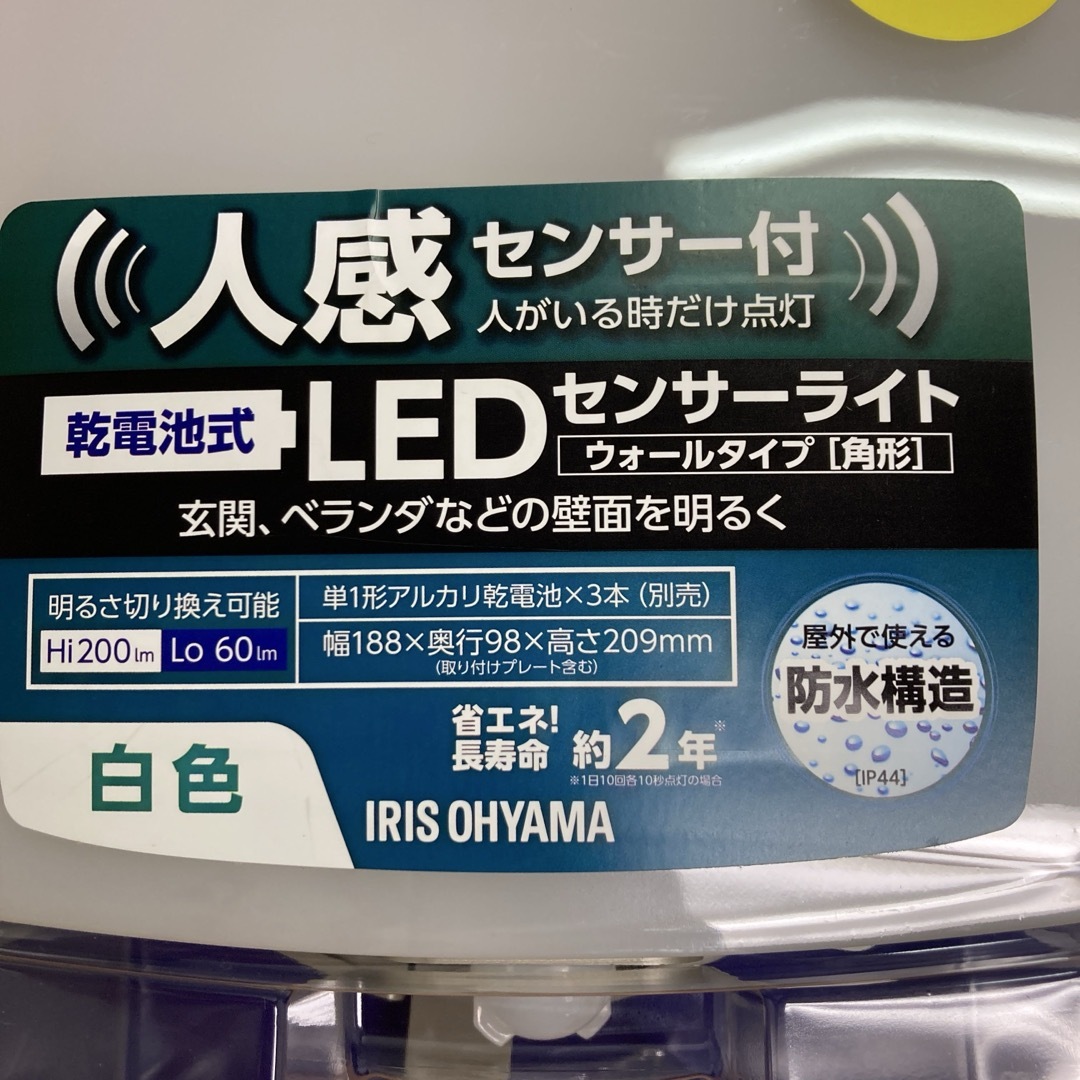 人感 センサー付
人がいる時だけ点灯
乾電池式 LED センサーライト
ウォールタイプ[角形]
玄関、ベランダなどの壁面を明るく
明るさ切り換え可能
Hi 200lm Lo 60lm
単1形アルカリ乾電池×3本(別売)
幅188×奥行98×高さ209mm
(取り付けプレート含む)
屋外で使える
防水構造
[IP44]
省エネ!
長寿命 約2年※
※1日10回各10秒点灯の場合
白色
IRIS OHYAMA